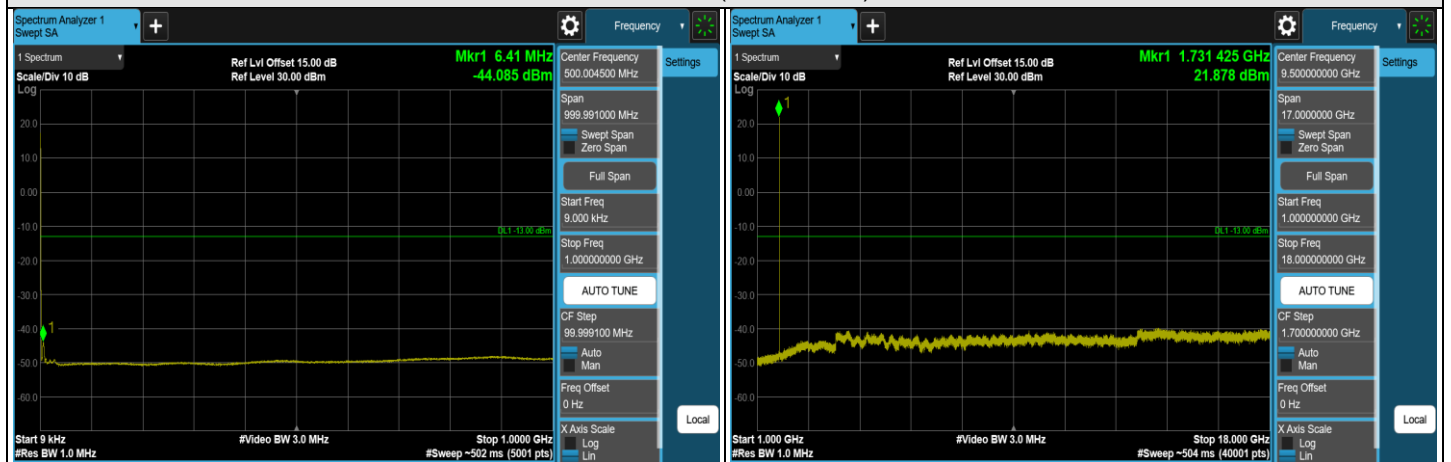 Spectrum Analyzer 1
Swept SA
+
Frequency
1 Spectrum
Scale/Div 10 dB
Log
Ref Lvl Offset 15.00 dB
Ref Level 30.00 dBm
Mkr1 6.41 MHz
-44.085 dBm
1
20.0
10.0
0.00
-10.0
-20.0
-30.0
-40.0
-50.0
-60.0
DL1 -13.00 dBm
Start 9 kHz
#Res BW 1.0 MHz
#Video BW 3.0 MHz
Stop 1.0000 GHz
#Sweep ~502 ms (5001 pts)
Center Frequency
500.004500 MHz
Span
999.991000 MHz
Swept Span
Zero Span
Full Span
Start Freq
9.000 kHz
Stop Freq
1.000000000 GHz
AUTO TUNE
CF Step
99.999100 MHz
Auto
Man
Freq Offset
0 Hz
X Axis Scale
Log
Lin
Settings
Local
Spectrum Analyzer 1
Swept SA
+
Frequency
1 Spectrum
Scale/Div 10 dB
Log
Ref Lvl Offset 15.00 dB
Ref Level 30.00 dBm
Mkr1 1.731 425 GHz
21.878 dBm
1
20.0
10.0
0.00
-10.0
-20.0
-30.0
-40.0
-50.0
-60.0
DL1 -13.00 dBm
Start 1.000 GHz
#Res BW 1.0 MHz
#Video BW 3.0 MHz
Stop 18.000 GHz
#Sweep ~504 ms (40001 pts)
Center Frequency
9.500000000 GHz
Span
17.0000000 GHz
Swept Span
Zero Span
Full Span
Start Freq
1.000000000 GHz
Stop Freq
18.000000000 GHz
AUTO TUNE
CF Step
1.700000000 GHz
Auto
Man
Freq Offset
0 Hz
X Axis Scale
Log
Lin
Settings
Local